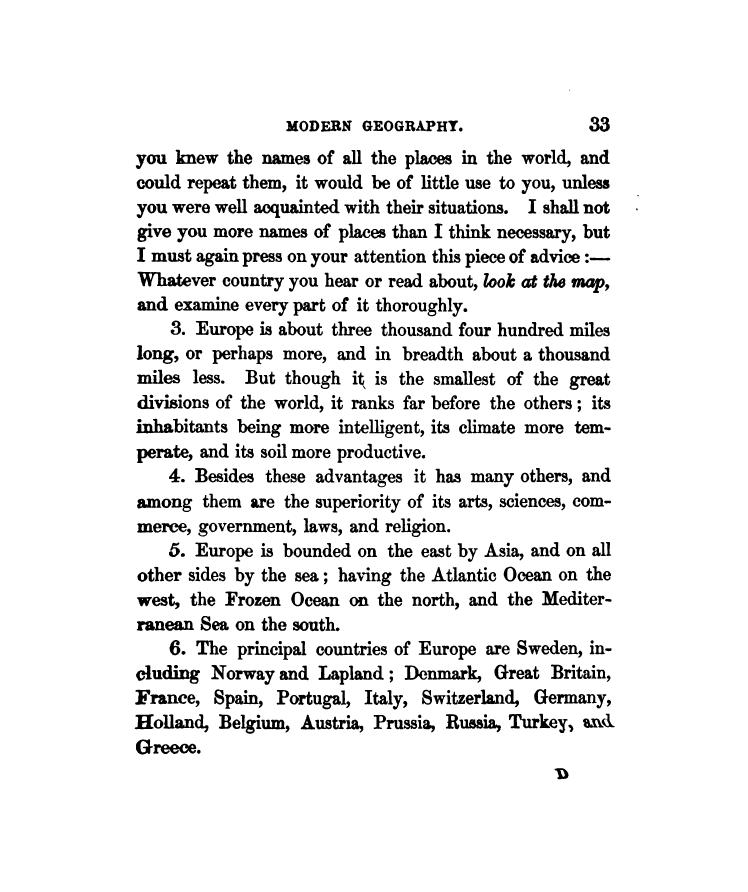 MODERN GEOGRAPHY. 33
you knew the names of all the places in the world, and
could repeat them, it would be of little use to you, unless
you were well acquainted with their situations. I shall not
give you more names of places than I think necessary, but
I must again press on your attention this piece of advice :—
Whatever country you hear or read about, look at the map,
and examine every part of it thoroughly.
3. Europe is about three thousand four hundred miles
long, or perhaps more, and in breadth about a thousand
miles less. But though it is the smallest of the great
divisions of the world, it ranks far before the others ; its
inhabitants being more intelligent, its climate more tem-
perate, and its soil more productive.
4. Besides these advantages it has many others, and
among them are the superiority of its arts, sciences, com-
merce, government, laws, and religion.
5. Europe is bounded on the east by Asia, and on all
other sides by the sea ; having the Atlantic Ocean on the
west, the Frozen Ocean on the north, and the Mediter-
ranean Sea on the south.
6. The principal countries of Europe are Sweden, in-
cluding Norway and Lapland ; Denmark, Great Britain,
France, Spain, Portugal, Italy, Switzerland, Germany,
Holland, Belgium, Austria, Prussia, Russia, Turkey, and
Greece.
D